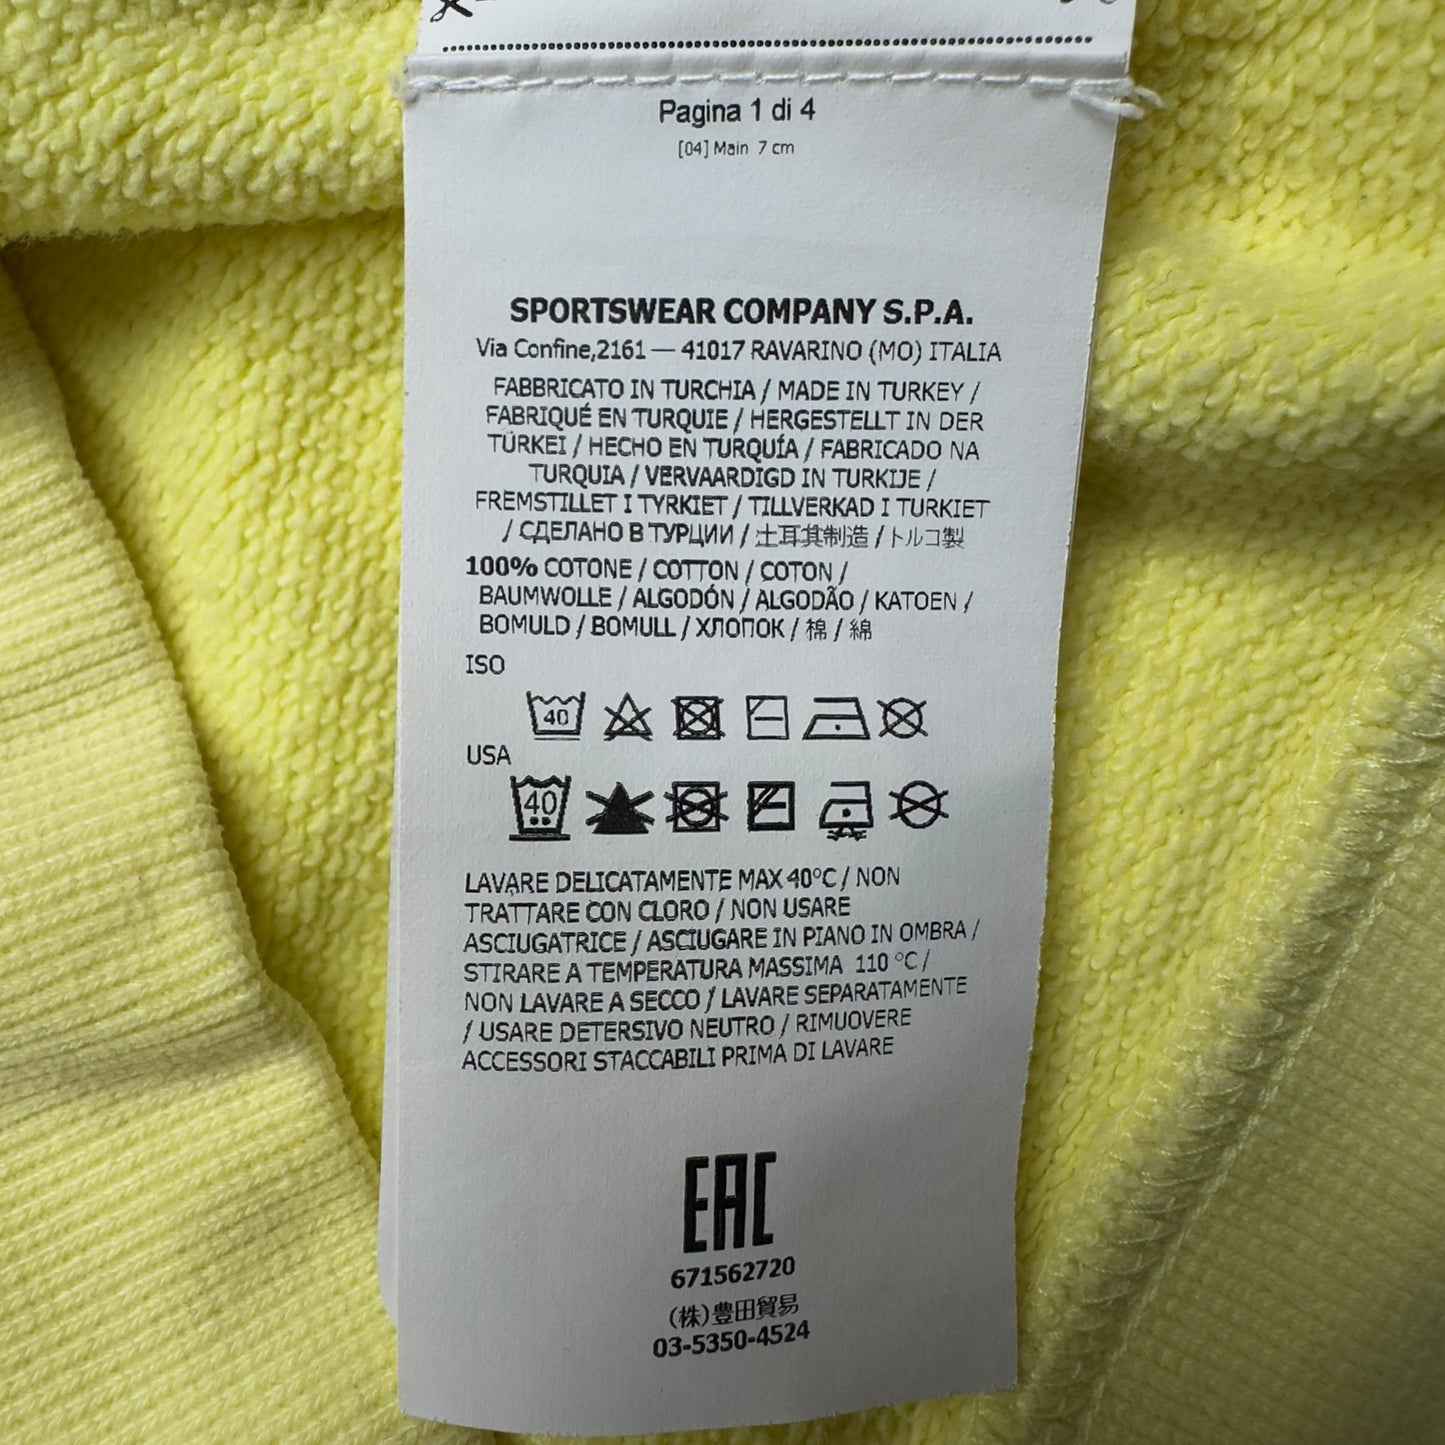 Pagina 1 di 4
[04] Main 7 cm
SPORTSWEAR COMPANY S.P.A.
Via Confine,2161 — 41017 RAVARINO (MO) ITALIA
FABBRICATO IN TURCHIA / MADE IN TURKEY /
FABRIQUÉ EN TURQUIE / HERGESTELLT IN DER
TÜRKEI / HECHO EN TURQUÍA / FABRICADO NA
TURQUIA / VERVAARDIGD IN TURKIJE /
FREMSTILLET I TYRKIET / TILLVERKAD I TURKIET
/ СДЕЛАНО В ТУРЦИИ / 土耳其制造 / トルコ製
100% COTONE / COTTON / COTON /
BAUMWOLLE / ALGODÓN / ALGODÃO / KATOEN /
BOMULD / BOMULL / ХЛОПОК / 棉 / 綿
ISO
40
USA
40
LAVARE DELICATAMENTE MAX 40°C / NON
TRATTARE CON CLORO / NON USARE
ASCIUGATRICE / ASCIUGARE IN PIANO IN OMBRA /
STIRARE A TEMPERATURA MASSIMA 110 °C /
NON LAVARE A SECCO / LAVARE SEPARATAMENTE
/ USARE DETERSIVO NEUTRO / RIMUOVERE
ACCESSORI STACCABILI PRIMA DI LAVARE
EAC
671562720
(株)豊田貿易
03-5350-4524